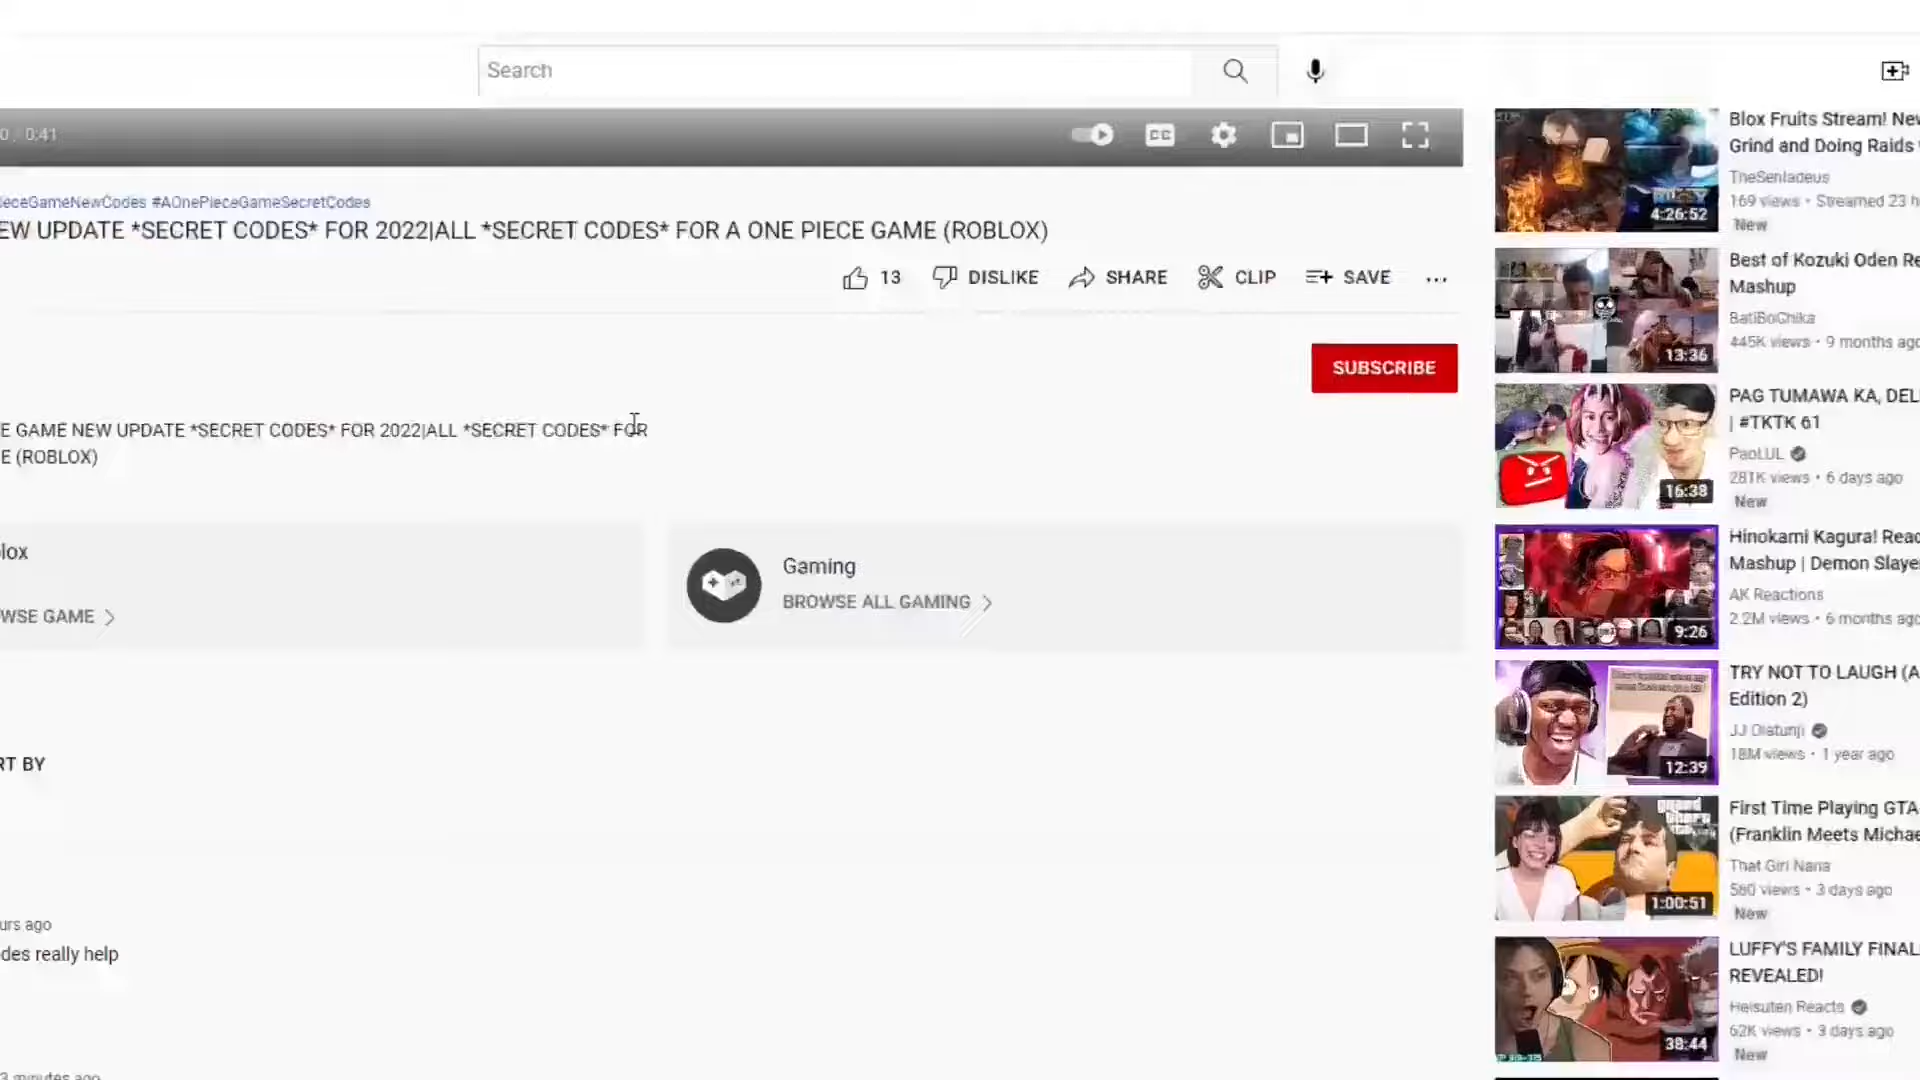 Search
0:41
ieceGameNewCodes #AOnePieceGameSecretCodes
EW UPDATE *SECRET CODES* FOR 2022|ALL *SECRET CODES* FOR A ONE PIECE GAME (ROBLOX)
13 DISLIKE SHARE CLIP SAVE ...
SUBSCRIBE
E GAME NEW UPDATE *SECRET CODES* FOR 2022|ALL *SECRET CODES* FOR
E (ROBLOX)
lox
WSE GAME
Gaming
BROWSE ALL GAMING
RT BY
urs ago
des really help
3 minutes ago
Blox Fruits Stream! New
Grind and Doing Raids
TheSenladeus
169 views • Streamed 23 h
New
4:26:52
Best of Kozuki Oden Re
Mashup
BatiBoiChika
445K views • 9 months ago
13:36
PAG TUMAWA KA, DEL
| #TKTK 61
PaoLUL
281K views • 6 days ago
New
16:38
Hinokami Kagura! Reac
Mashup | Demon Slayer
AK Reactions
2.2M views • 6 months ago
9:26
TRY NOT TO LAUGH (A
Edition 2)
JJ Olatunji
18M views • 1 year ago
12:39
First Time Playing GTA
(Franklin Meets Michae
That Girl Nana
580 views • 3 days ago
New
1:00:51
LUFFY'S FAMILY FINAL
REVEALED!
Heisuten Reacts
62K views • 3 days ago
New
38:44